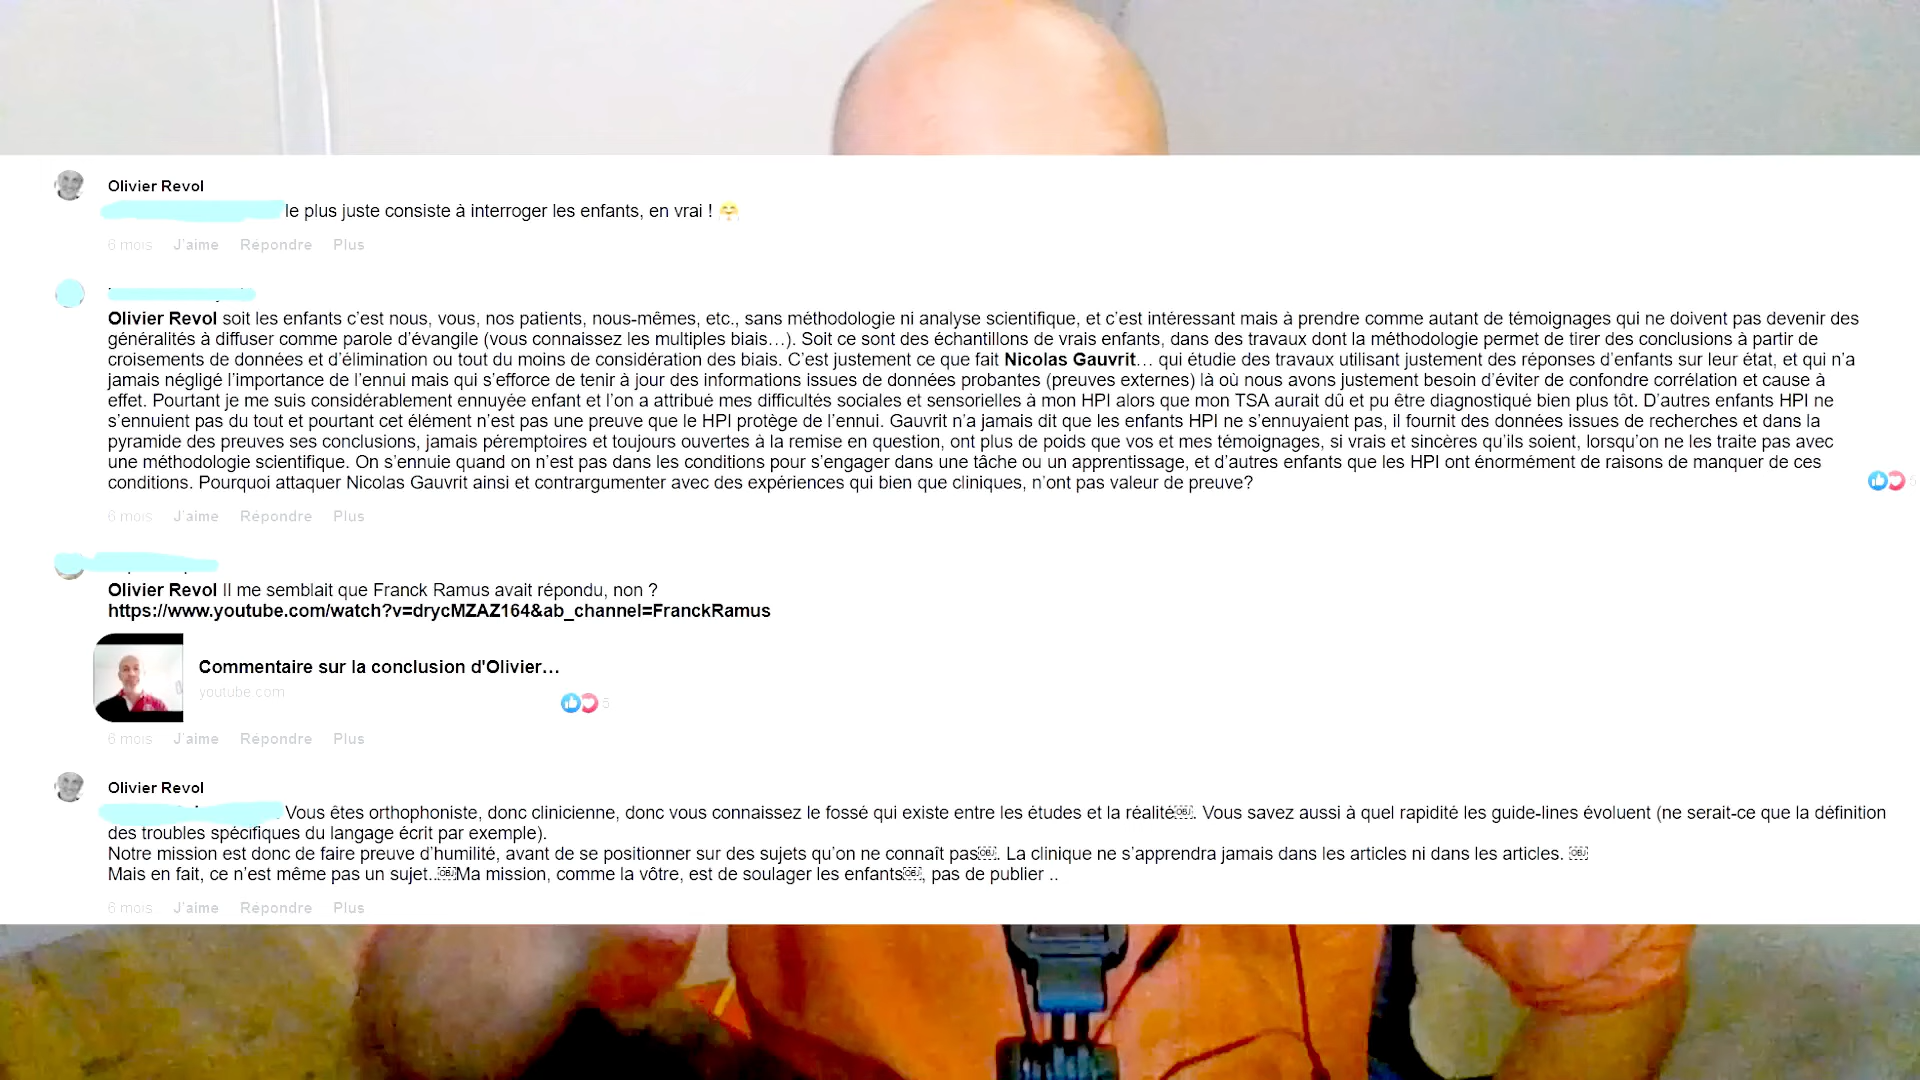 Olivier Revol
le plus juste consiste à interroger les enfants, en vrai ! 🤗
6 mois J'aime Répondre Plus
Olivier Revol soit les enfants c'est nous, vous, nos patients, nous-mêmes, etc., sans méthodologie ni analyse scientifique, et c'est intéressant mais à prendre comme autant de témoignages qui ne doivent pas devenir des
généralités à diffuser comme parole d'évangile (vous connaissez les multiples biais…). Soit ce sont des échantillons de vrais enfants, dans des travaux dont la méthodologie permet de tirer des conclusions à partir de
croisements de données et d'élimination ou tout du moins de considération des biais. C'est justement ce que fait Nicolas Gauvrit… qui étudie des travaux utilisant justement des réponses d'enfants sur leur état, et qui n'a
jamais négligé l'importance de l'ennui mais qui s'efforce de tenir à jour des informations issues de données probantes (preuves externes) là où nous avons justement besoin d'éviter de confondre corrélation et cause à
effet. Pourtant je me suis considérablement ennuyée enfant et l'on a attribué mes difficultés sociales et sensorielles à mon HPI alors que mon TSA aurait dû et pu être diagnostiqué bien plus tôt. D'autres enfants HPI ne
s'ennuient pas du tout et pourtant cet élément n'est pas une preuve que le HPI protège de l'ennui. Gauvrit n'a jamais dit que les enfants HPI ne s'ennuyaient pas, il fournit des données issues de recherches et dans la
pyramide des preuves ses conclusions, jamais péremptoires et toujours ouvertes à la remise en question, ont plus de poids que vos et mes témoignages, si vrais et sincères qu'ils soient, lorsqu'on ne les traite pas avec
une méthodologie scientifique. On s'ennuie quand on n'est pas dans les conditions pour s'engager dans une tâche ou un apprentissage, et d'autres enfants que les HPI ont énormément de raisons de manquer de ces
conditions. Pourquoi attaquer Nicolas Gauvrit ainsi et contrargumenter avec des expériences qui bien que cliniques, n'ont pas valeur de preuve?
6 mois J'aime Répondre Plus
Olivier Revol Il me semblait que Franck Ramus avait répondu, non ?
https://www.youtube.com/watch?v=drycMZAZ164&ab_channel=FranckRamus
Commentaire sur la conclusion d'Olivier…
youtube.com
5
6 mois J'aime Répondre Plus
Olivier Revol
Vous êtes orthophoniste, donc clinicienne, donc vous connaissez le fossé qui existe entre les études et la réalité￼. Vous savez aussi à quel rapidité les guide-lines évoluent (ne serait-ce que la définition
des troubles spécifiques du langage écrit par exemple).
Notre mission est donc de faire preuve d'humilité, avant de se positionner sur des sujets qu'on ne connaît pas￼. La clinique ne s'apprendra jamais dans les articles ni dans les articles. ￼
Mais en fait, ce n'est même pas un sujet..￼Ma mission, comme la vôtre, est de soulager les enfants￼, pas de publier ..
6 mois J'aime Répondre Plus